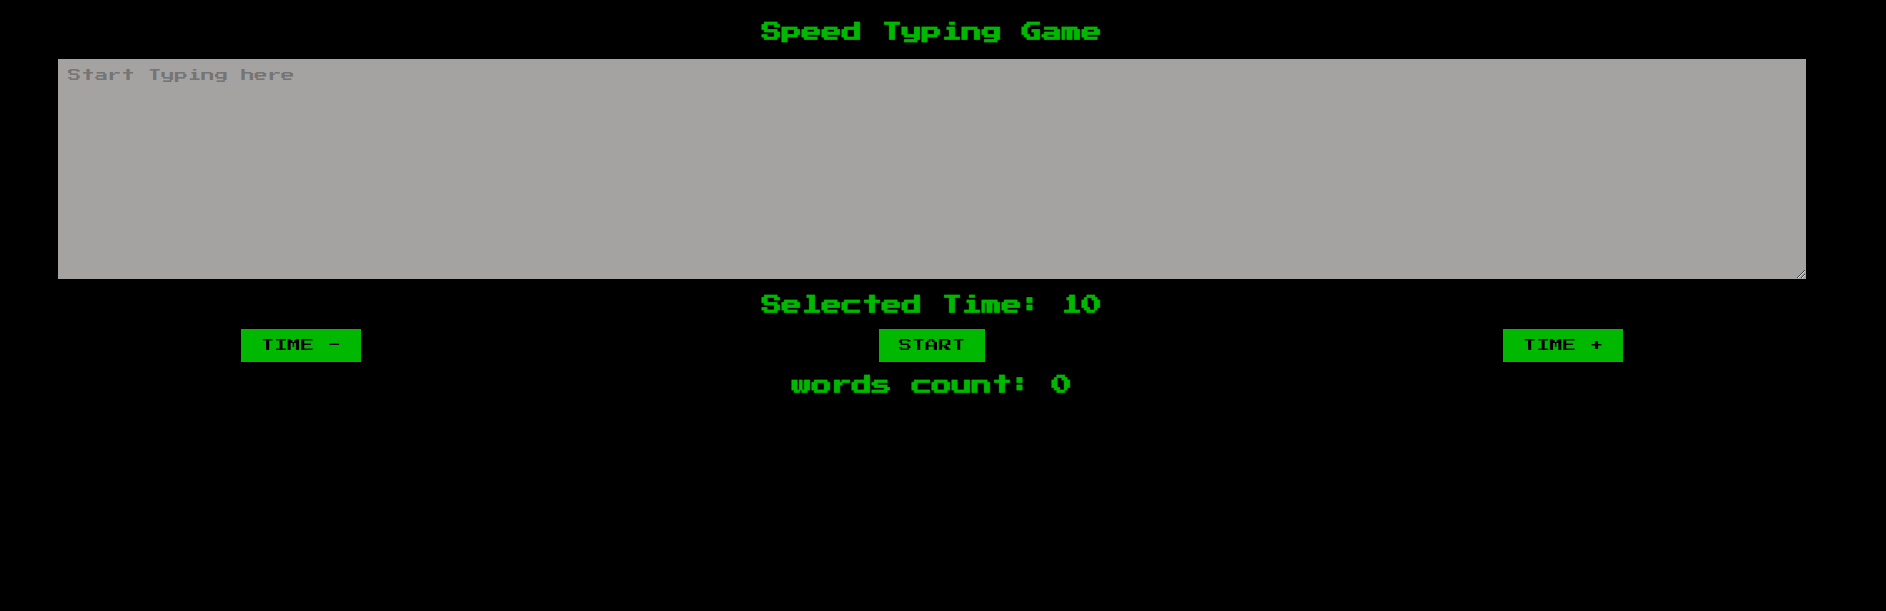 Speed Typing Game
Start Typing here
Selected Time: 10
TIME - START TIME +
words count: 0